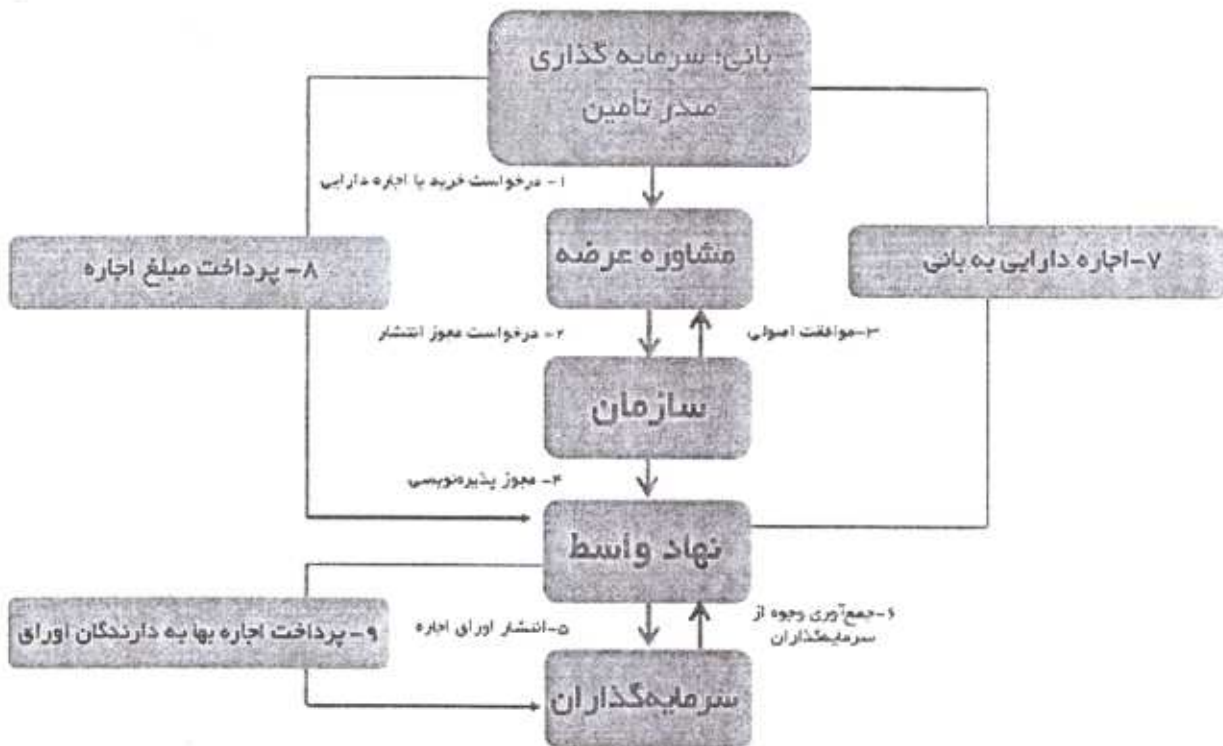 بانی: سرمایه گذاری
صدر تامین
۱- درخواست خرید یا اجاره دارایی
مشاوره عرضه
۸- پرداخت مبلغ اجاره
۷-اجاره دارایی به بانی
۲- درخواست مجوز انتشار
۳-موافقت اصولی
سازمان
۴- مجوز پذیره‌نویسی
نهاد واسط
۵-انتشار اوراق اجاره
۶-جمع‌آوری وجوه از
سرمایه‌گذاران
۹- پرداخت اجاره بها به دارندگان اوراق
سرمایه‌گذاران